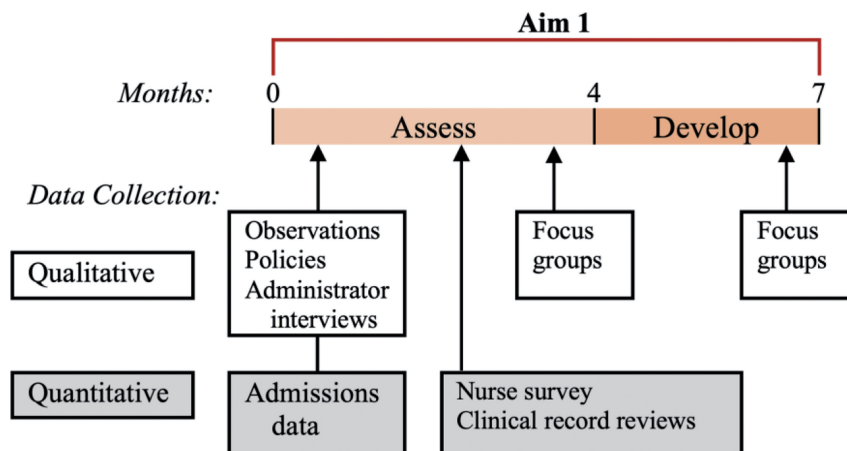 Aim 1
Months: 0 4 7
Assess Develop
Data Collection:
Qualitative
Observations
Policies
Administrator
interviews
Focus
groups
Focus
groups
Quantitative
Admissions
data
Nurse survey
Clinical record reviews